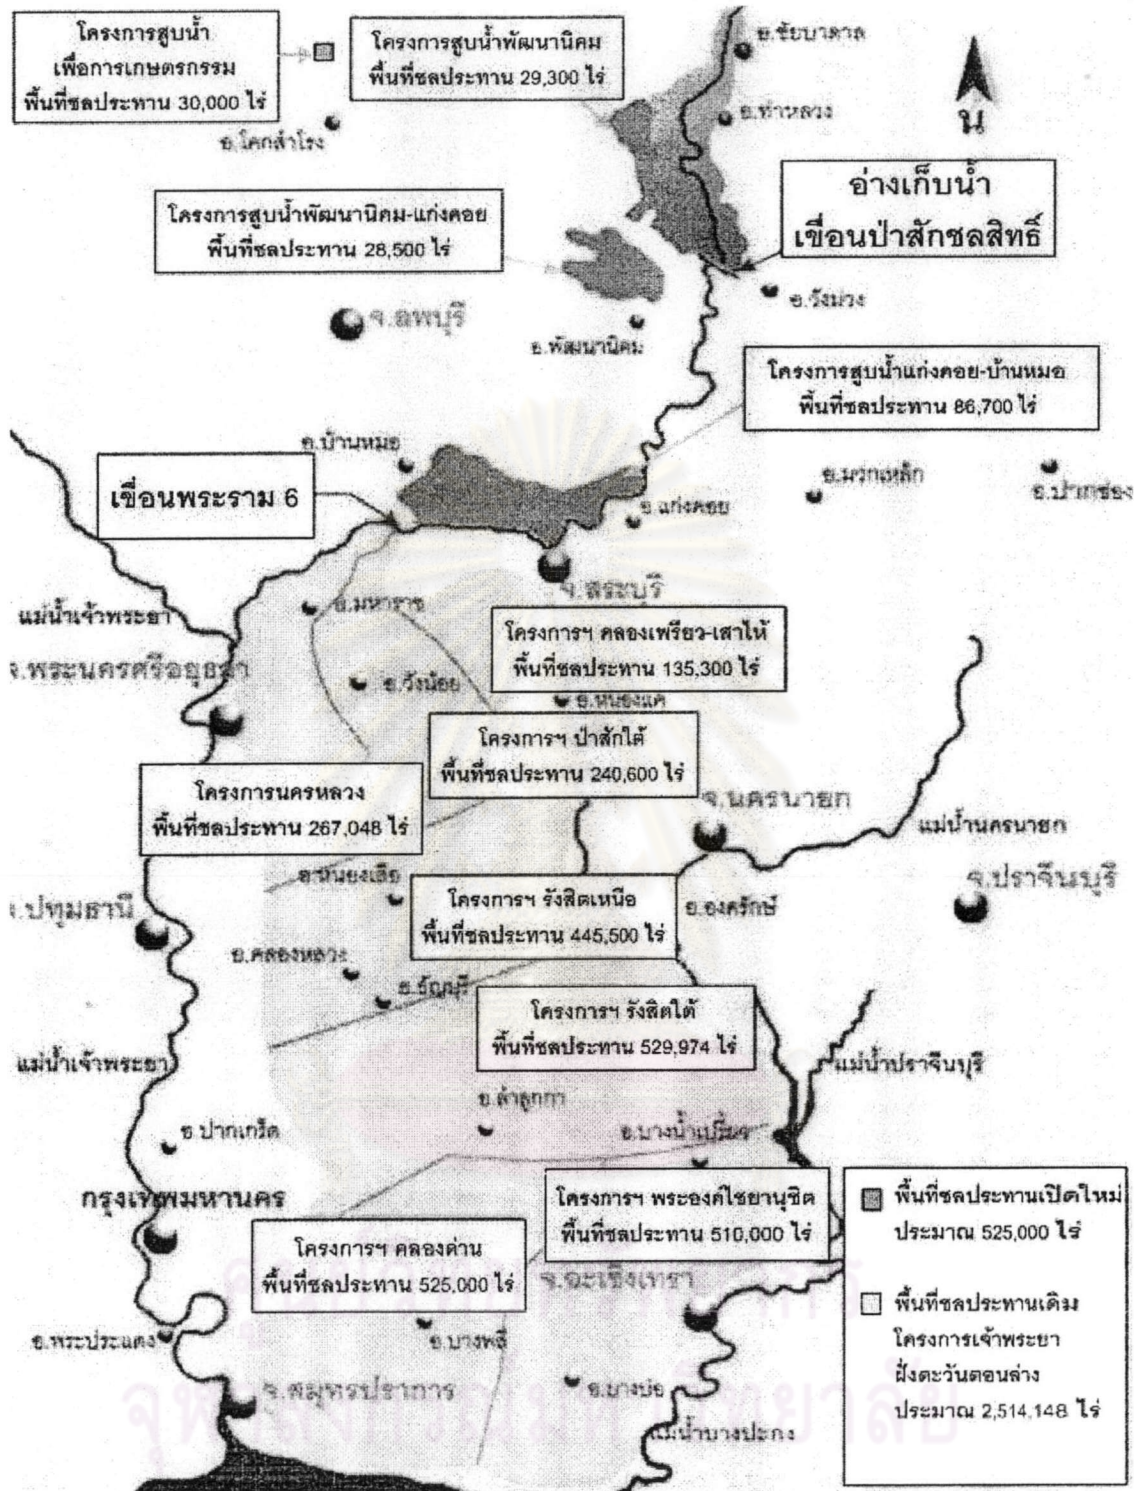 โครงการสูบน้ำ
เพื่อการเกษตรกรรม
พื้นที่ชลประทาน 30,000 ไร่
โครงการสูบน้ำพัฒนานิคม
พื้นที่ชลประทาน 29,300 ไร่
อ.ชัยบาดาล
น
อ.ท่าหลวง
อ.โคกสำโรง
อ่างเก็บน้ำ
เขื่อนป่าสักชลสิทธิ์
โครงการสูบน้ำพัฒนานิคม-แก่งคอย
พื้นที่ชลประทาน 28,500 ไร่
อ.วังม่วง
จ.ลพบุรี
อ.พัฒนานิคม
โครงการสูบน้ำแก่งคอย-บ้านหมอ
พื้นที่ชลประทาน 86,700 ไร่
อ.บ้านหมอ
อ.มวกเหล็ก
อ.ปากช่อง
เขื่อนพระราม 6
อ.แก่งคอย
จ.สระบุรี
อ.มหาราช
แม่น้ำเจ้าพระยา
โครงการฯ คลองเพรียว-เสาไห้
พื้นที่ชลประทาน 135,300 ไร่
จ.พระนครศรีอยุธยา
อ.วังน้อย
อ.หนองแค
โครงการฯ ป่าสักใต้
พื้นที่ชลประทาน 240,600 ไร่
โครงการนครหลวง
พื้นที่ชลประทาน 267,048 ไร่
จ.นครนายก
แม่น้ำนครนายก
อ.หนองเสือ
จ.ปราจีนบุรี
โครงการฯ รังสิตเหนือ
พื้นที่ชลประทาน 445,500 ไร่
อ.องครักษ์
จ.ปทุมธานี
อ.คลองหลวง
อ.ธัญบุรี
โครงการฯ รังสิตใต้
พื้นที่ชลประทาน 529,974 ไร่
แม่น้ำเจ้าพระยา
แม่น้ำปราจีนบุรี
อ.ลำลูกกา
อ.ปากเกร็ด
อ.บางน้ำเปรี้ยว
กรุงเทพมหานคร
โครงการฯ พระองค์ไชยานุชิต
พื้นที่ชลประทาน 510,000 ไร่
โครงการฯ คลองด่าน
พื้นที่ชลประทาน 525,000 ไร่
จ.ฉะเชิงเทรา
อ.พระประแดง
อ.บางพลี
จ.สมุทรปราการ
อ.บางบ่อ
แม่น้ำบางปะกง
พื้นที่ชลประทานเปิดใหม่
ประมาณ 525,000 ไร่
พื้นที่ชลประทานเดิม
โครงการเจ้าพระยา
ฝั่งตะวันตอนล่าง
ประมาณ 2,514,148 ไร่
จุฬาลงกรณ์มหาวิทยาลัย